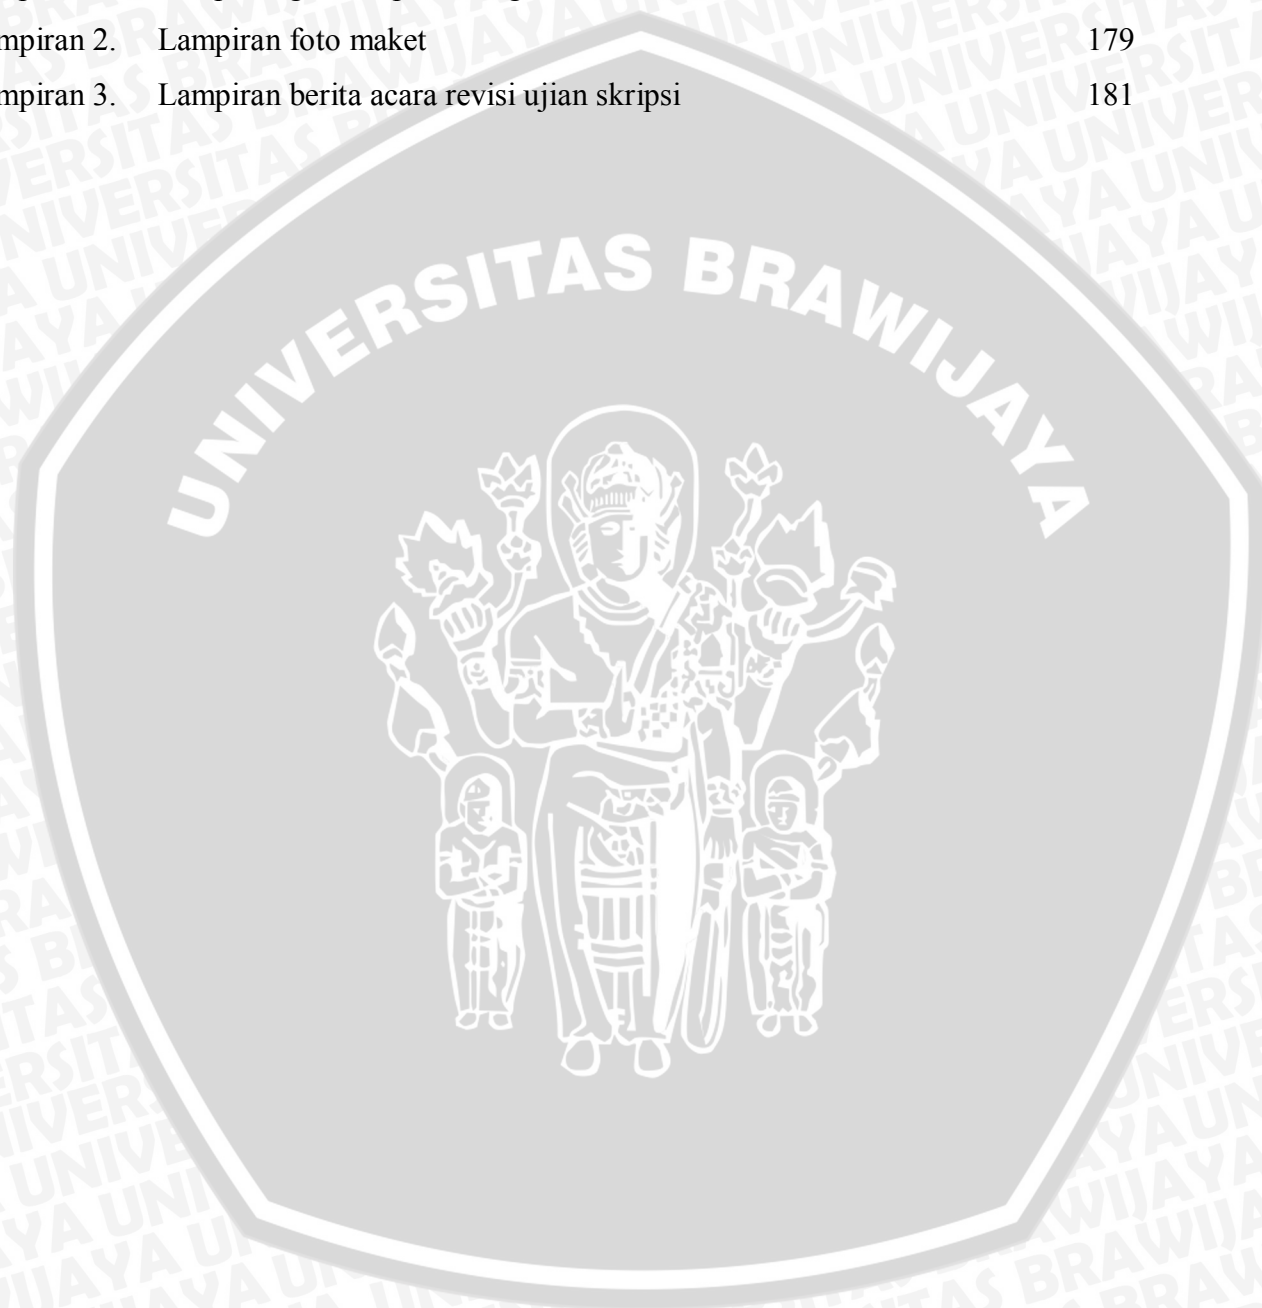 mpiran 2. Lampiran foto maket 179
mpiran 3. Lampiran berita acara revisi ujian skripsi 181
UNIVERSITAS BRAWIJAYA